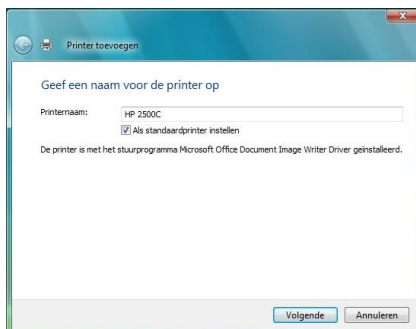 Printer toevoegen
Geef een naam voor de printer op
Printernaam: HP 2500C
Als standaardprinter instellen
De printer is met het stuurprogramma Microsoft Office Document Image Writer Driver geïnstalleerd.
Volgende Annuleren